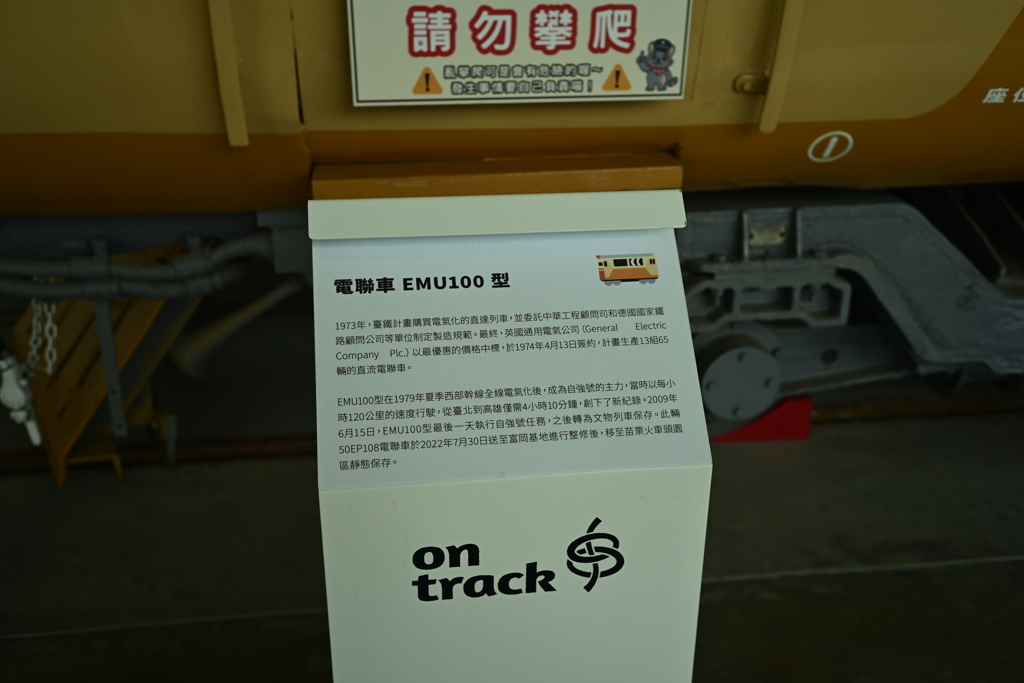 請勿攀爬
亂攀爬可是會有危險的喔~
發生事情要自己負責喔！
座位
①
電聯車 EMU100 型
1973年，臺鐵計畫購買電氣化的直達列車，並委託中華工程顧問司和德國國家鐵
路顧問公司等單位制定製造規範。最終，英國通用電氣公司（General Electric
Company Plc.）以最優惠的價格中標，於1974年4月13日簽約，計畫生產13組65
輛的直流電聯車。
EMU100型在1979年夏季西部幹線全線電氣化後，成為自強號的主力，當時以每小
時120公里的速度行駛，從臺北到高雄僅需4小時10分鐘，創下了新紀錄。2009年
6月15日，EMU100型最後一天執行自強號任務，之後轉為文物列車保存。此輛
50EP108電聯車於2022年7月30日送至富岡基地進行整修後，移至苗栗火車頭園
區靜態保存。
on
track